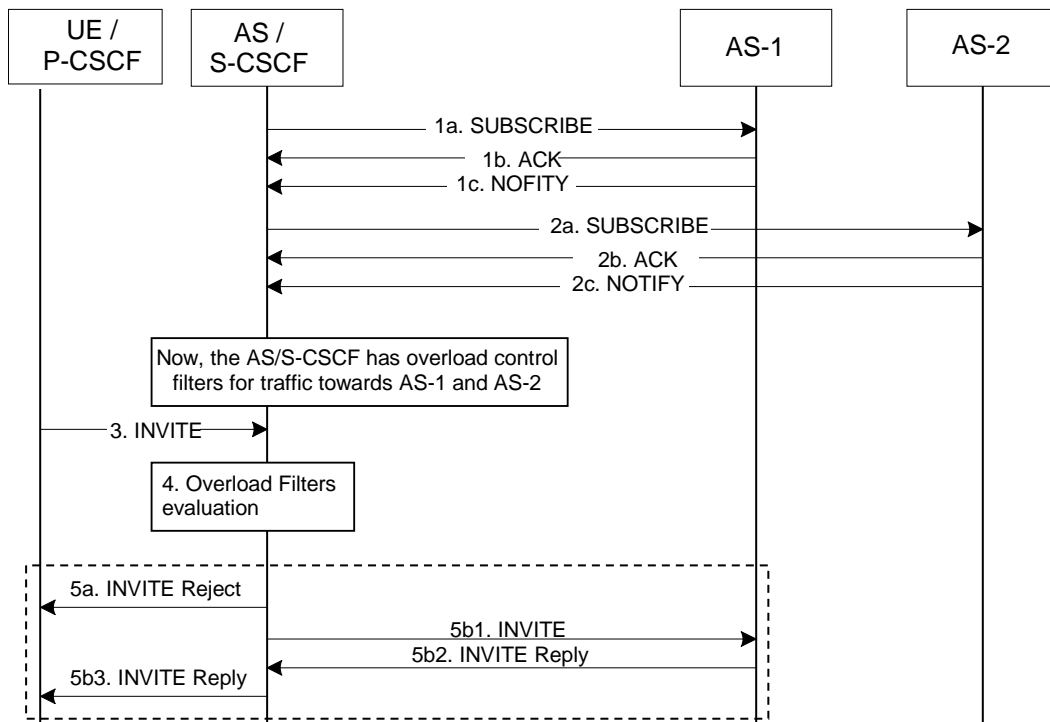 UE /
P-CSCF
AS /
S-CSCF
AS-1
AS-2
1a. SUBSCRIBE
1b. ACK
1c. NOFITY
2a. SUBSCRIBE
2b. ACK
2c. NOTIFY
Now, the AS/S-CSCF has overload control
filters for traffic towards AS-1 and AS-2
3. INVITE
4. Overload Filters
evaluation
5a. INVITE Reject
5b1. INVITE
5b2. INVITE Reply
5b3. INVITE Reply